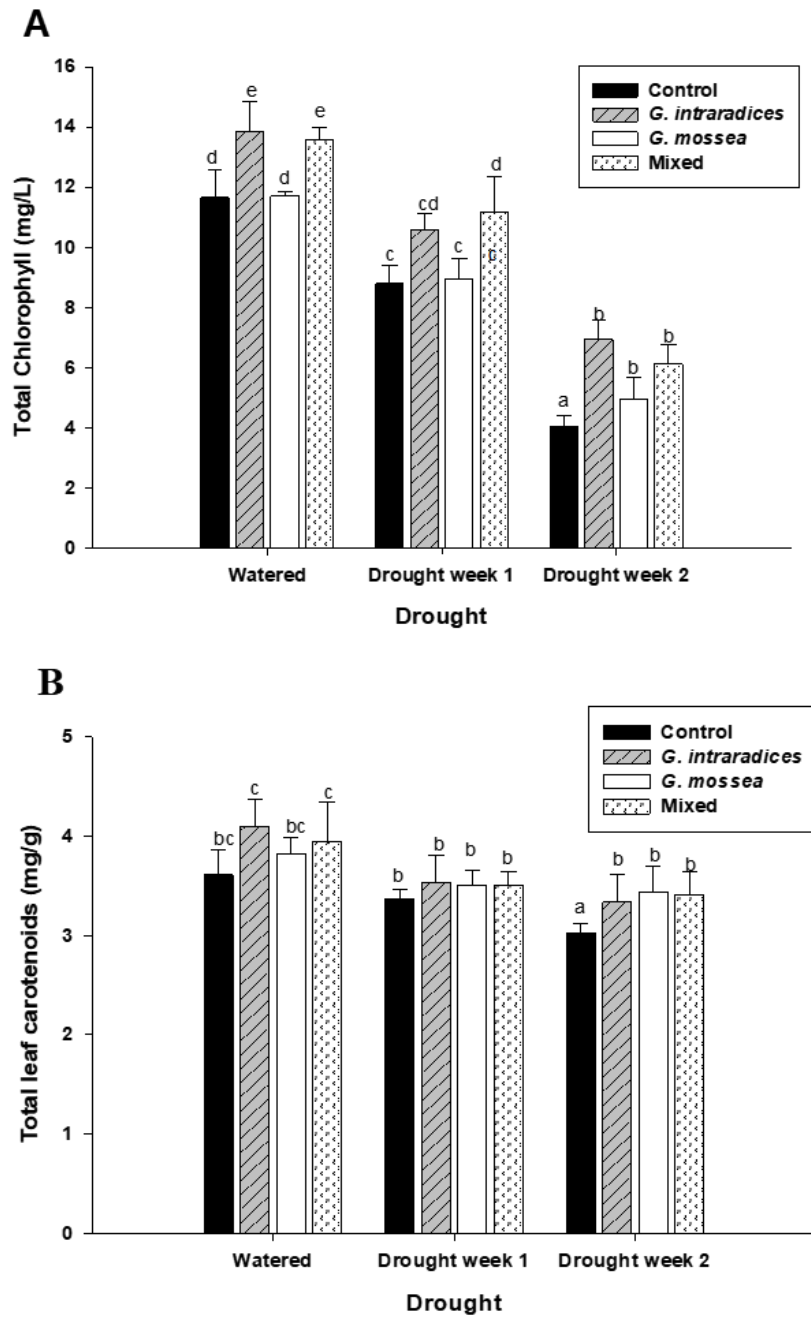 A
Total Chlorophyll (mg/L)
16
14
12
10
8
6
4
2
0
Control
G. intraradices
G. mossea
Mixed
d
e
d
e
c
cd
c
d
c
a
b
b
b
Watered
Drought week 1
Drought week 2
Drought
B
Total leaf carotenoids (mg/g)
5
4
3
2
1
0
Control
G. intraradices
G. mossea
Mixed
bc
c
bc
c
b
b
b
b
a
b
b
b
Watered
Drought week 1
Drought week 2
Drought